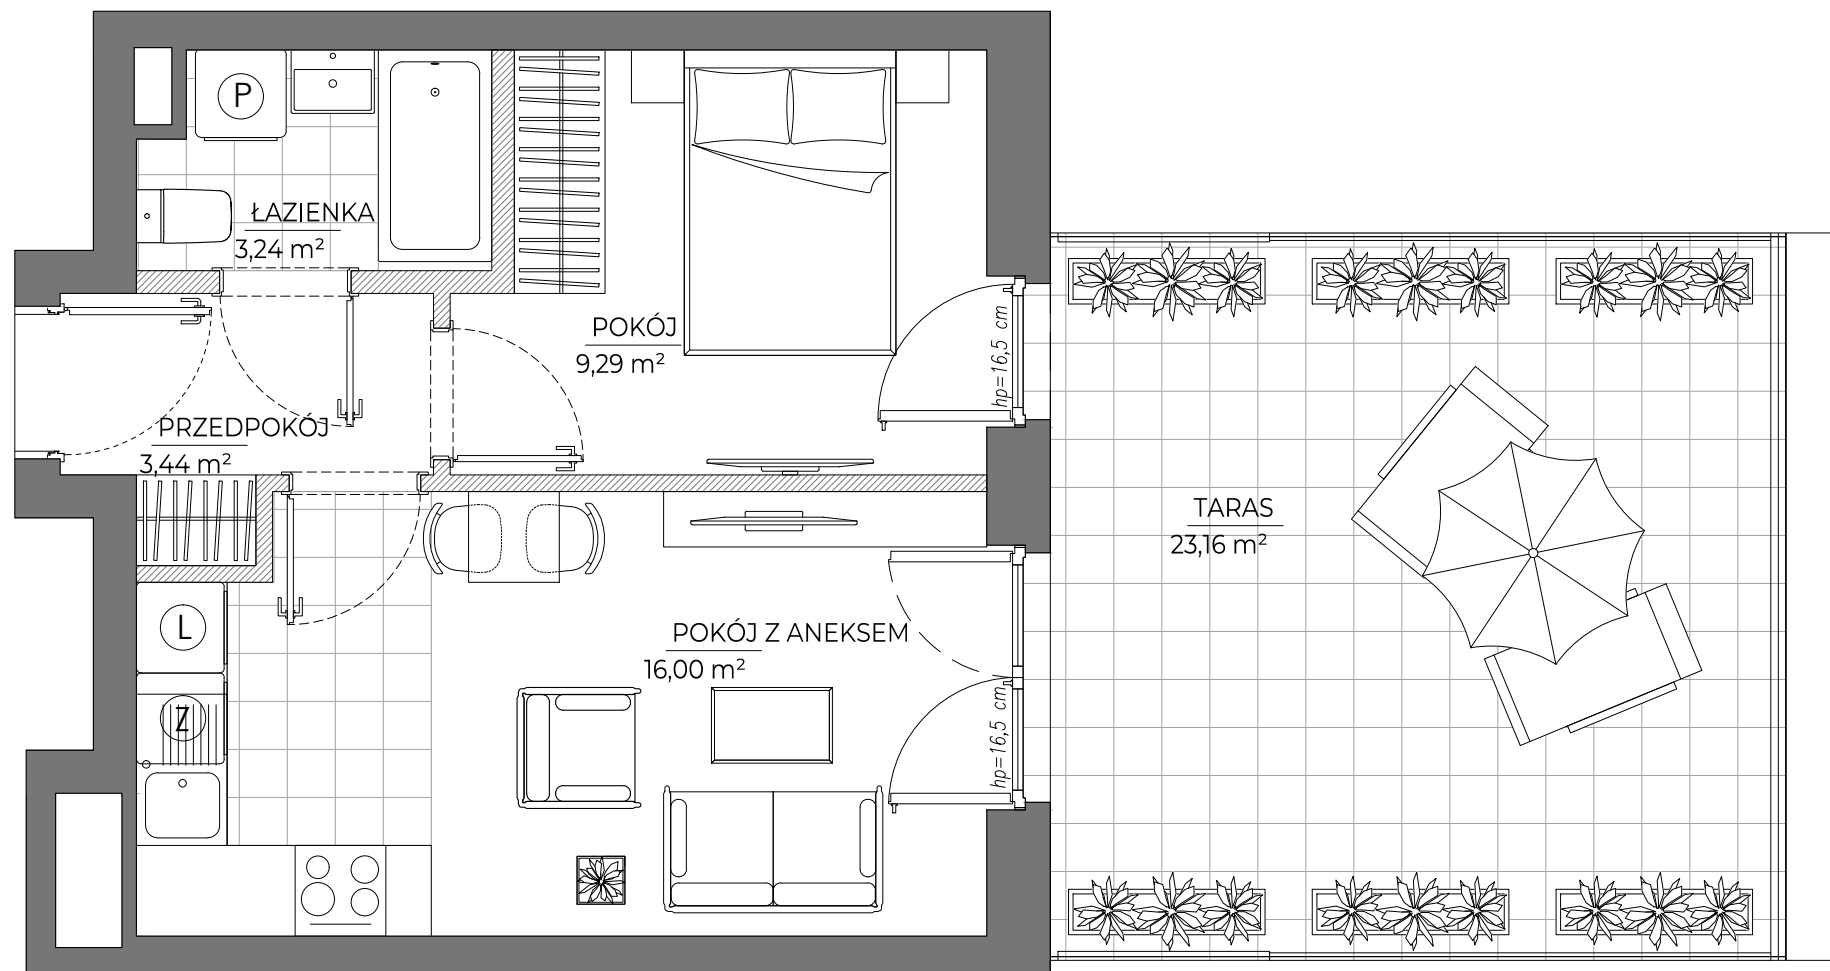 P
ŁAZIENKA
3,24 m²
POKÓJ
9,29 m²
hp=16,5 cm
PRZEDPOKÓJ
3,44 m²
TARAS
23,16 m²
L
POKÓJ Z ANEKSEM
16,00 m²
Z
hp=16,5 cm